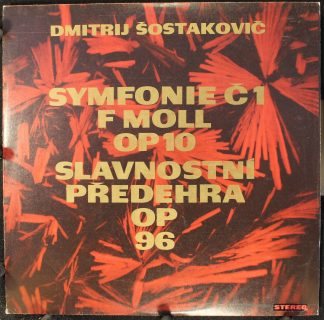 DMITRIJ ŠOSTAKOVIČ
SYMFONIE Č 1
F MOLL
OP 10
SLAVNOSTNÍ
PŘEDEHRA
OP
96
STEREO